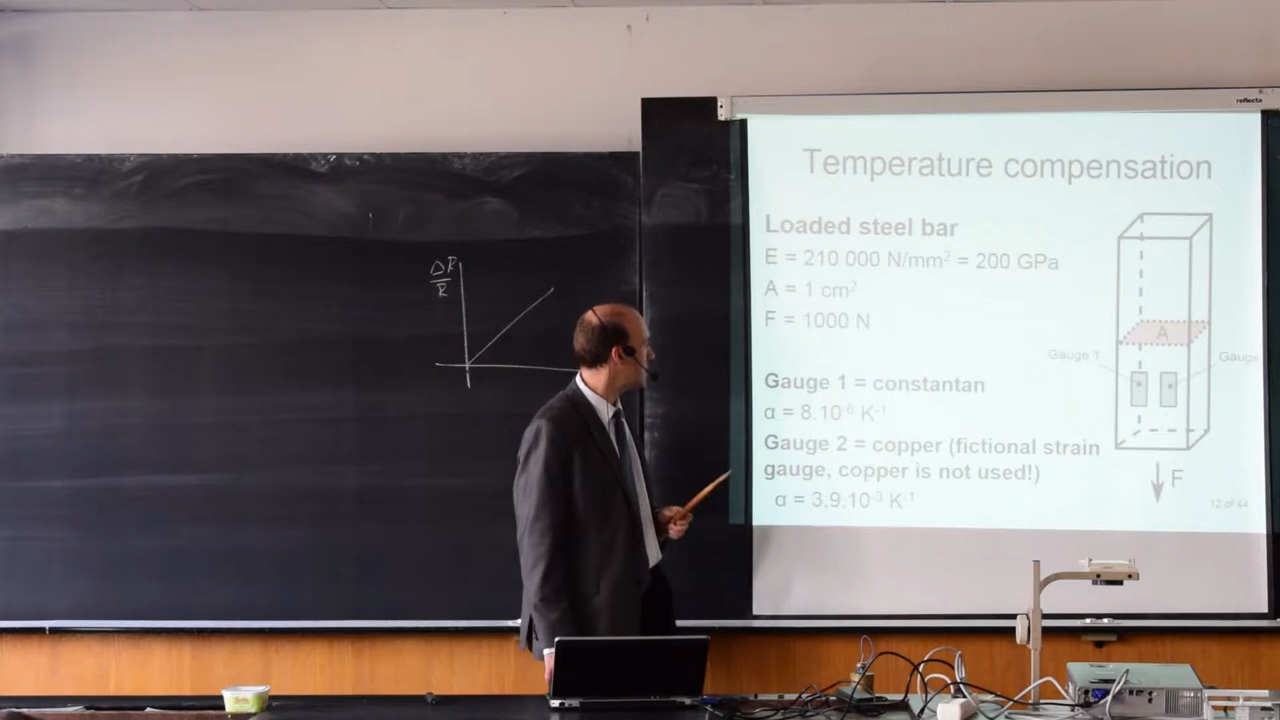 reflecta
Temperature compensation
Loaded steel bar
E = 210 000 N/mm² = 200 GPa
A = 1 cm²
F = 1000 N
A
Gauge 1
Gauge
Gauge 1 = constantan
α = 8.10⁻⁶ K⁻¹
Gauge 2 = copper (fictional strain
gauge, copper is not used!)
α = 3,9.10⁻³ K⁻¹
F
12 of 44
ΔR
R